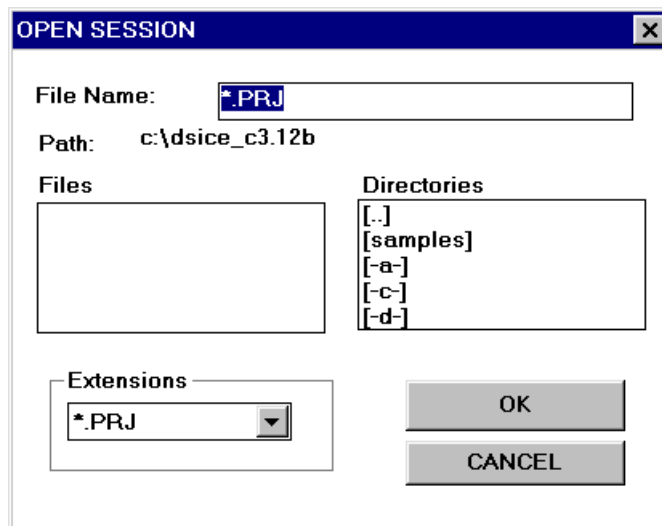 OPEN SESSION
File Name:
*.PRJ
Path:
c:\dsice_c3.12b
Files
Directories
[..]
[samples]
[-a-]
[-c-]
[-d-]
Extensions
*.PRJ
OK
CANCEL